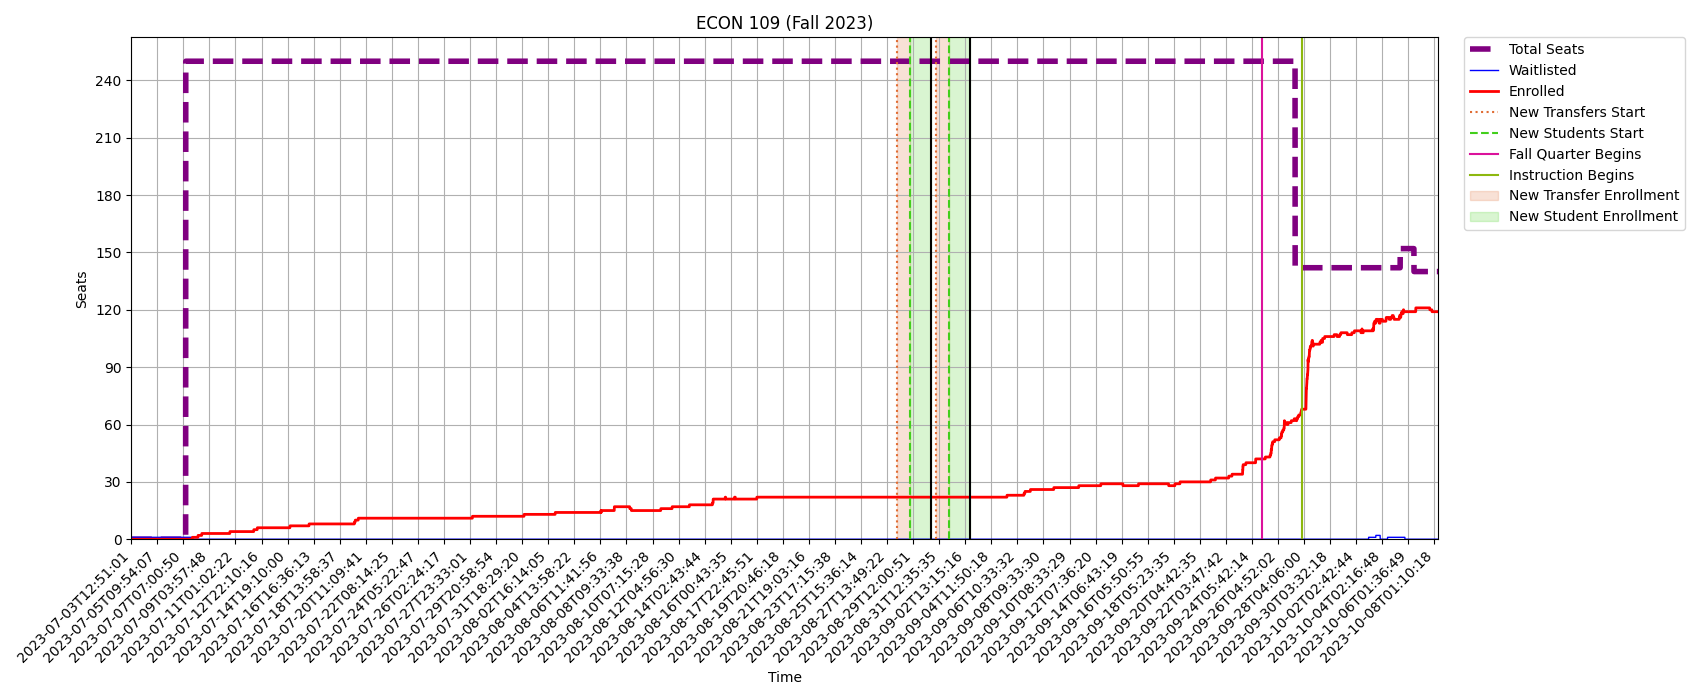 ECON 109 (Fall 2023)
Seats
240
210
180
150
120
90
60
30
0
2023-07-03T12:51:01
2023-07-05T09:54:07
2023-07-07T07:00:50
2023-07-09T03:57:48
2023-07-11T01:02:22
2023-07-12T22:10:16
2023-07-14T19:10:00
2023-07-16T16:36:13
2023-07-18T13:58:37
2023-07-20T11:09:41
2023-07-22T08:14:25
2023-07-24T05:22:47
2023-07-26T02:24:17
2023-07-27T23:33:01
2023-07-29T20:58:54
2023-07-31T18:29:20
2023-08-02T16:14:05
2023-08-04T13:58:22
2023-08-06T11:41:56
2023-08-08T09:33:38
2023-08-10T07:15:28
2023-08-12T04:56:30
2023-08-14T02:43:44
2023-08-16T00:43:35
2023-08-17T22:45:51
2023-08-19T20:46:18
2023-08-21T19:03:16
2023-08-23T17:15:38
2023-08-25T15:36:14
2023-08-27T13:49:22
2023-08-29T12:00:51
2023-08-31T12:35:35
2023-09-02T13:15:16
2023-09-04T11:50:18
2023-09-06T10:33:32
2023-09-08T09:33:30
2023-09-10T08:33:29
2023-09-12T07:36:20
2023-09-14T06:43:19
2023-09-16T05:50:55
2023-09-18T05:23:35
2023-09-20T04:42:35
2023-09-22T03:47:42
2023-09-24T05:42:14
2023-09-26T04:52:02
2023-09-28T04:06:00
2023-09-30T03:32:18
2023-10-02T02:42:44
2023-10-04T02:16:48
2023-10-06T01:36:49
2023-10-08T01:10:18
Time
Total Seats
Waitlisted
Enrolled
New Transfers Start
New Students Start
Fall Quarter Begins
Instruction Begins
New Transfer Enrollment
New Student Enrollment